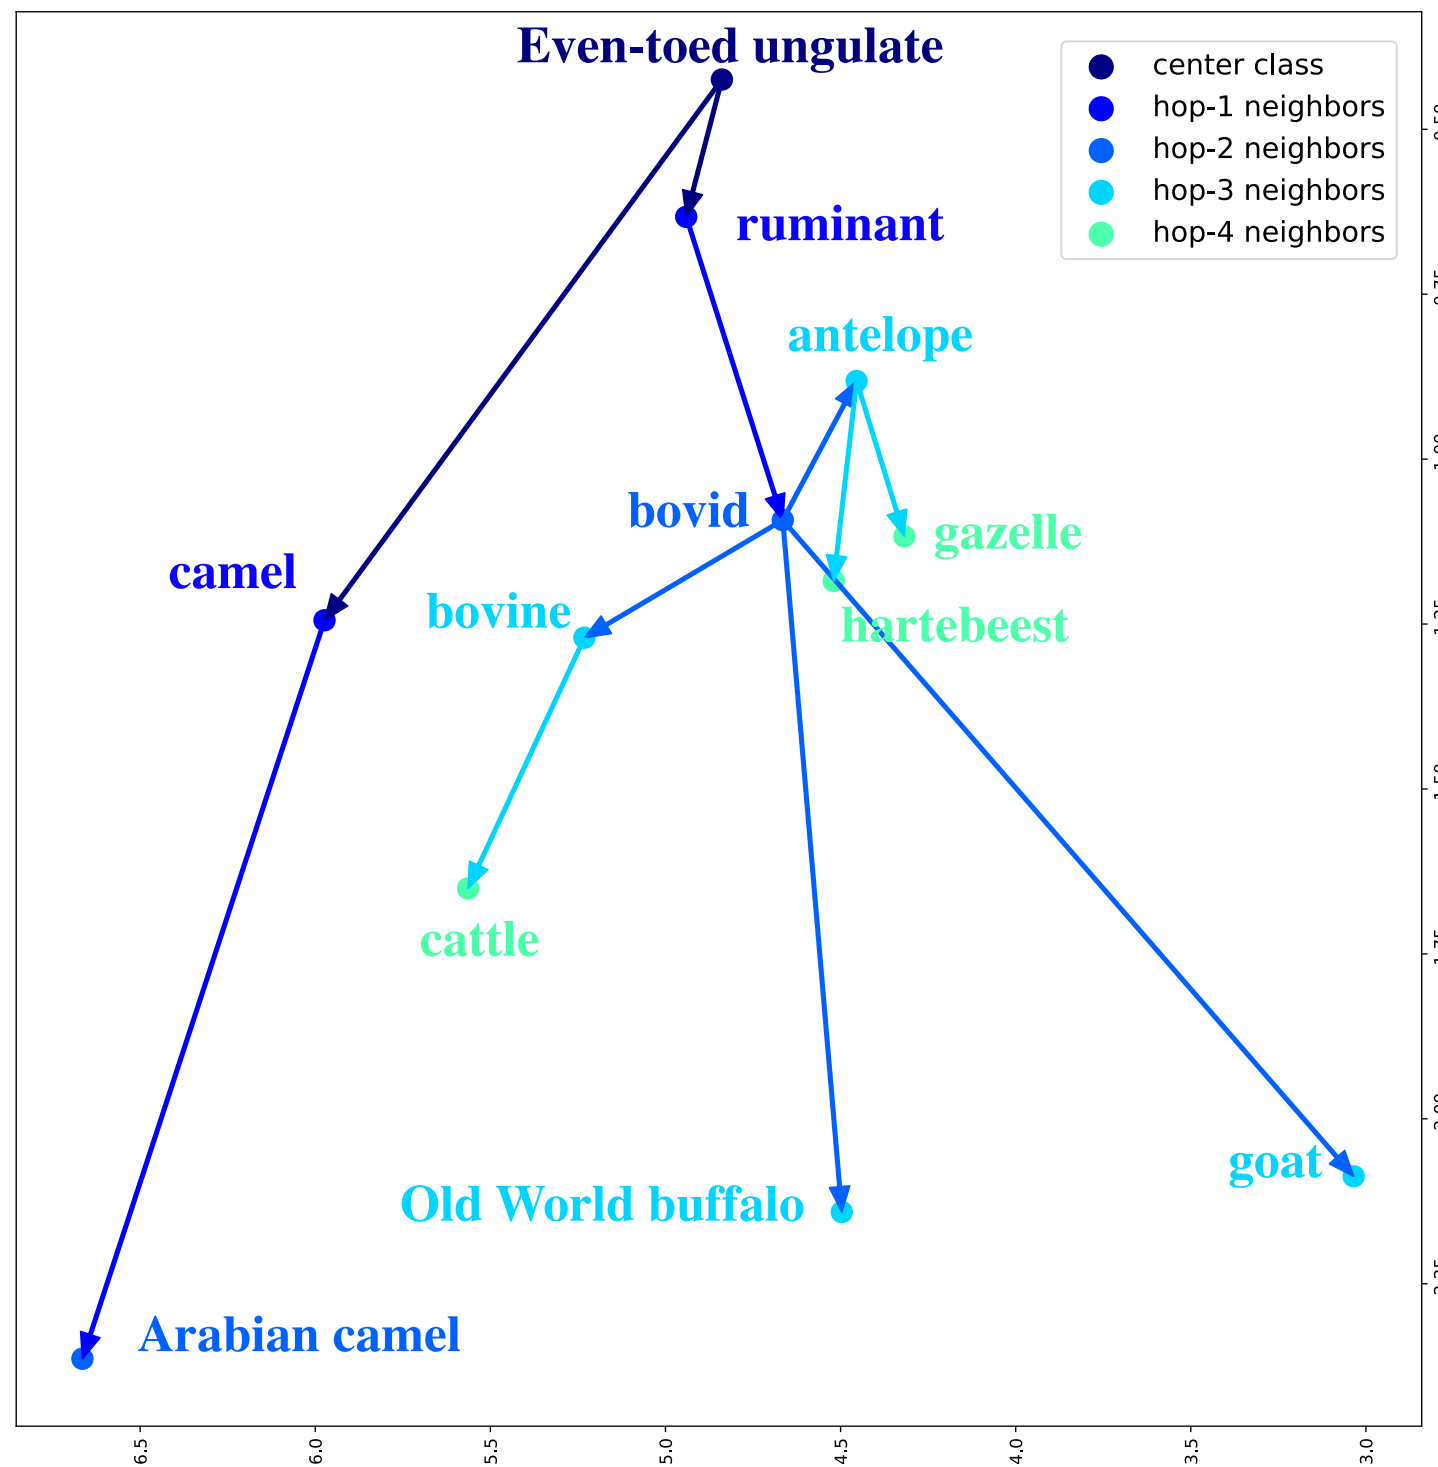 Even-toed ungulate
center class
hop-1 neighbors
hop-2 neighbors
hop-3 neighbors
hop-4 neighbors
ruminant
antelope
bovid
gazelle
camel
bovine
hartebeest
cattle
goat
Old World buffalo
Arabian camel
6.5
6.0
5.5
5.0
4.5
4.0
3.5
3.0